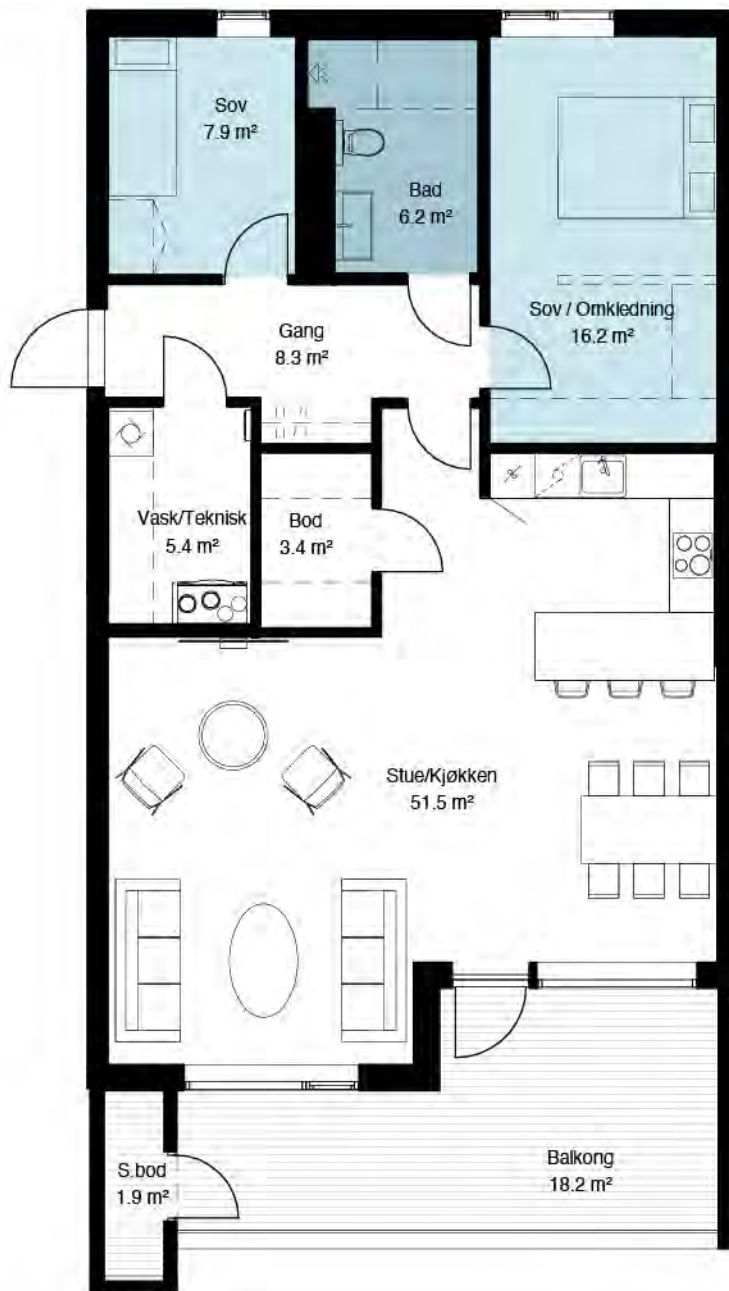 Sov
7.9 m²
Bad
6.2 m²
Sov / Omkledning
16.2 m²
Gang
8.3 m²
Vask/Teknisk
5.4 m²
Bod
3.4 m²
Stue/Kjøkken
51.5 m²
S.bod
1.9 m²
Balkong
18.2 m²